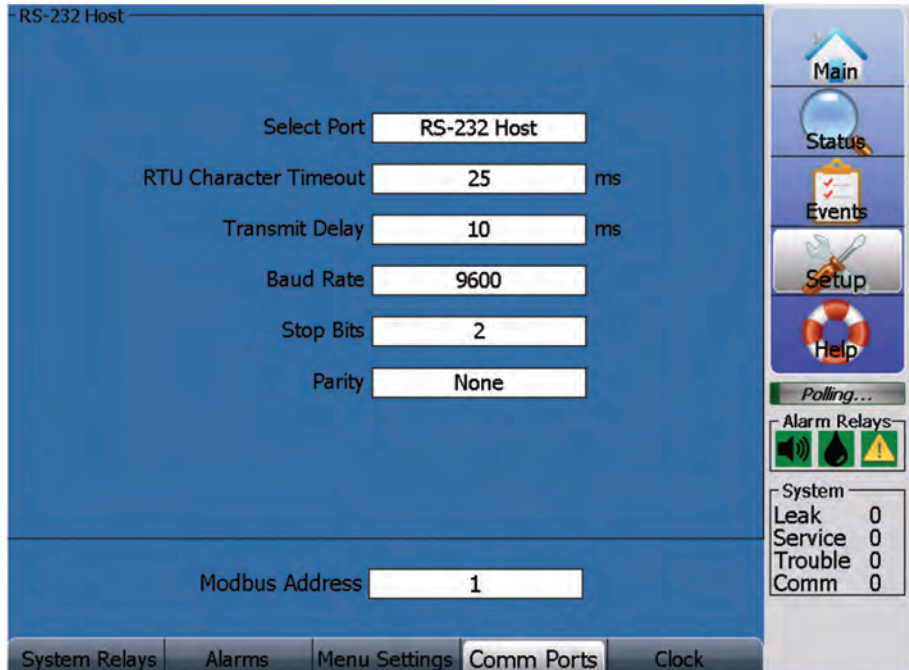 RS-232 Host
Select Port RS-232 Host
RTU Character Timeout 25 ms
Transmit Delay 10 ms
Baud Rate 9600
Stop Bits 2
Parity None
Modbus Address 1
System Relays Alarms Menu Settings Comm Ports Clock
Main
Status
Events
Setup
Help
Polling...
Alarm Relays
System
Leak 0
Service 0
Trouble 0
Comm 0